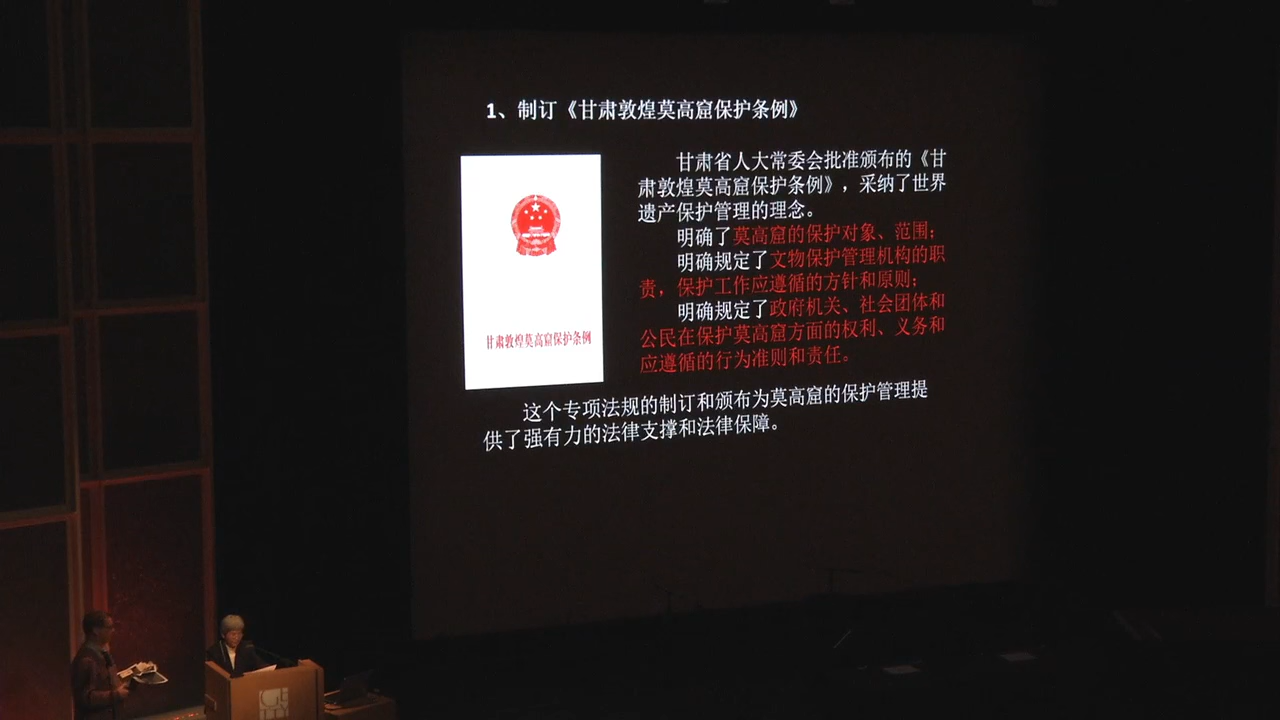 1、制订《甘肃敦煌莫高窟保护条例》
甘肃敦煌莫高窟保护条例
甘肃省人大常委会批准颁布的《甘
肃敦煌莫高窟保护条例》，采纳了世界
遗产保护管理的理念。
明确了莫高窟的保护对象、范围；
明确规定了文物保护管理机构的职
责，保护工作应遵循的方针和原则；
明确规定了政府机关、社会团体和
公民在保护莫高窟方面的权利、义务和
应遵循的行为准则和责任。
这个专项法规的制订和颁布为莫高窟的保护管理提
供了强有力的法律支撑和法律保障。